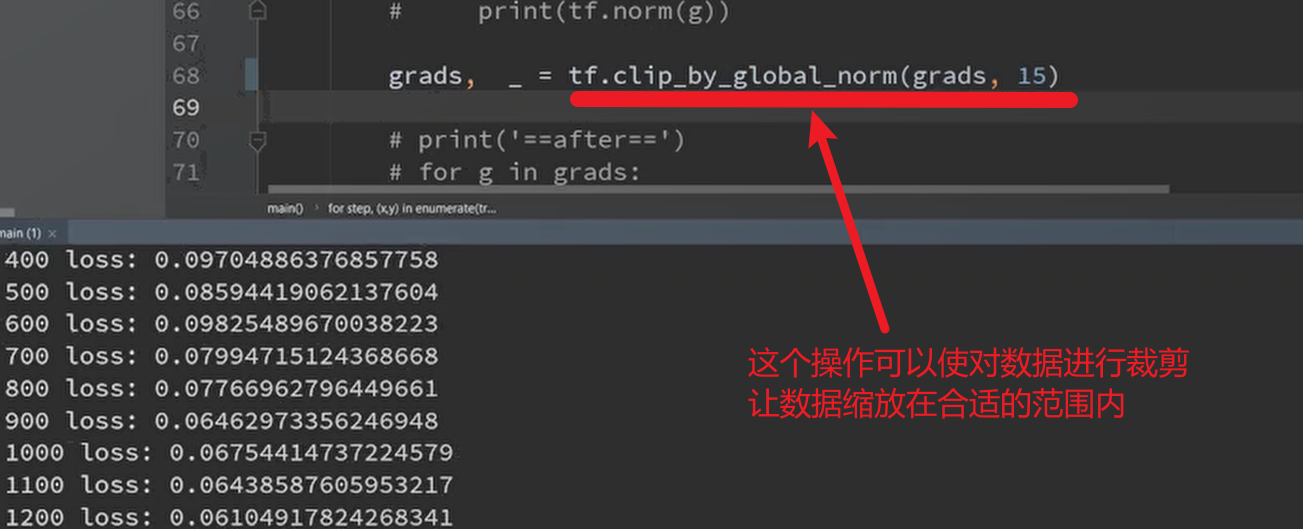 66 #     print(tf.norm(g))
67
68 grads, _ = tf.clip_by_global_norm(grads, 15)
69
70 # print('==after==')
71 # for g in grads:
main() › for step, (x,y) in enumerate(tr...
main (1) ×
400 loss: 0.09704886376857758
500 loss: 0.08594419062137604
600 loss: 0.09825489670038223
700 loss: 0.07994715124368668
800 loss: 0.07766962796449661
900 loss: 0.06462973356246948
1000 loss: 0.06754414737224579
1100 loss: 0.06438587605953217
1200 loss: 0.06104917824268341
这个操作可以使对数据进行裁剪
让数据缩放在合适的范围内